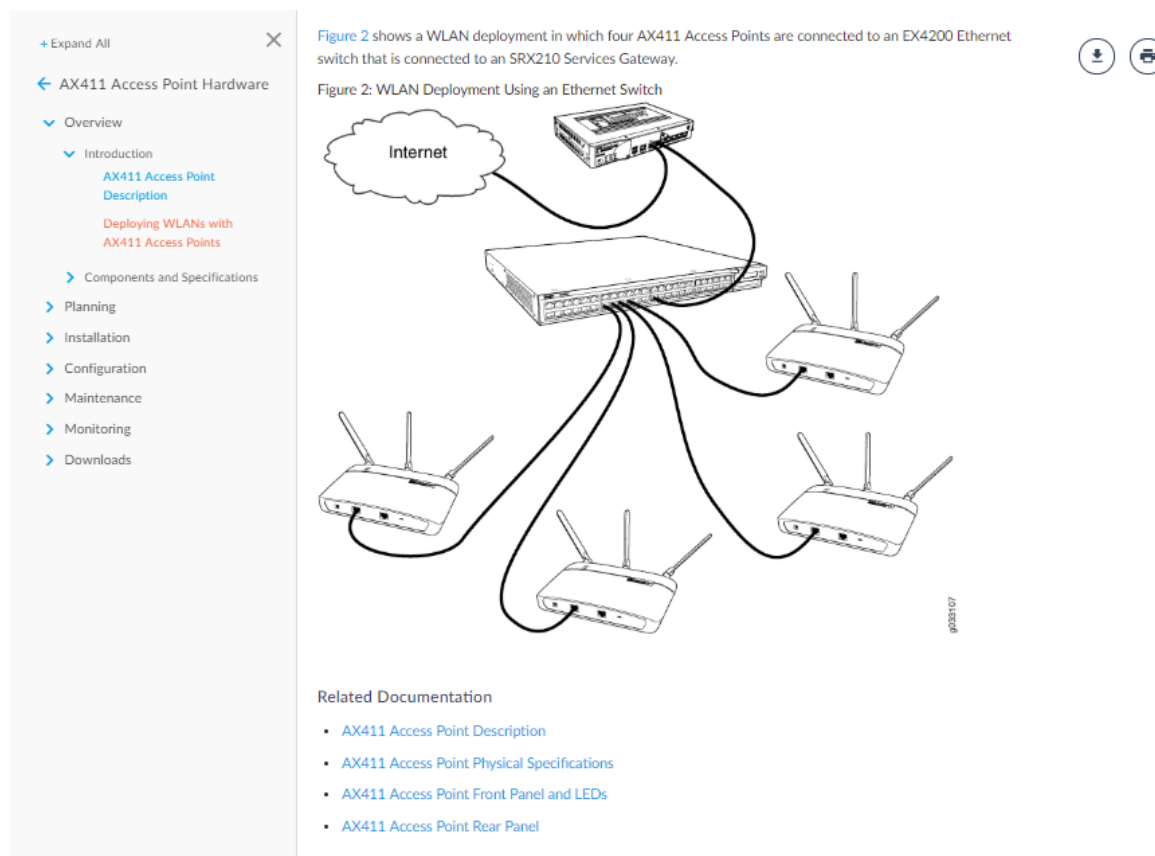 + Expand All
AX411 Access Point Hardware
Overview
Introduction
AX411 Access Point
Description
Deploying WLANs with
AX411 Access Points
Components and Specifications
Planning
Installation
Configuration
Maintenance
Monitoring
Downloads
Figure 2 shows a WLAN deployment in which four AX411 Access Points are connected to an EX4200 Ethernet
switch that is connected to an SRX210 Services Gateway.
Figure 2: WLAN Deployment Using an Ethernet Switch
Internet
g033107
Related Documentation
• AX411 Access Point Description
• AX411 Access Point Physical Specifications
• AX411 Access Point Front Panel and LEDs
• AX411 Access Point Rear Panel